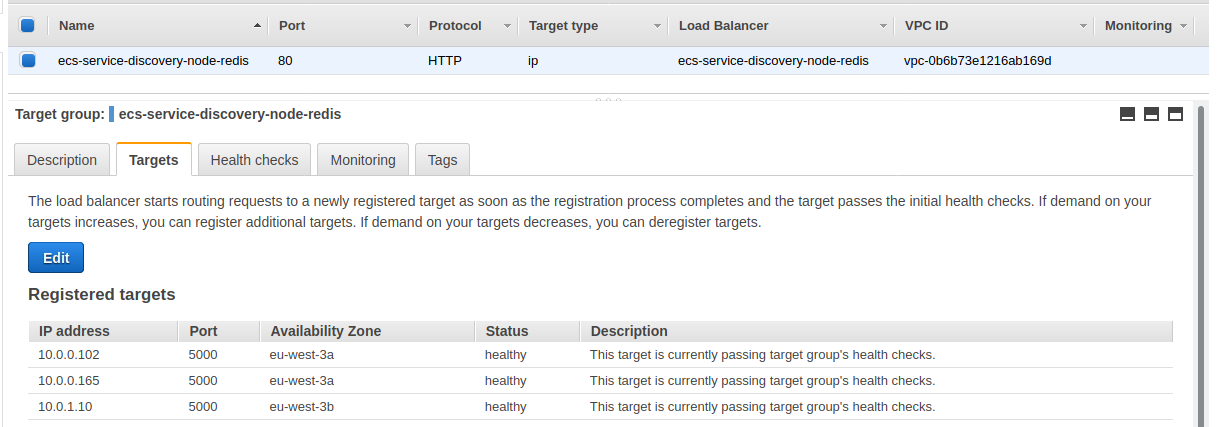 Name Port Protocol Target type Load Balancer VPC ID Monitoring
ecs-service-discovery-node-redis 80 HTTP ip ecs-service-discovery-node-redis vpc-0b6b73e1216ab169d
Target group: ecs-service-discovery-node-redis
Description Targets Health checks Monitoring Tags
The load balancer starts routing requests to a newly registered target as soon as the registration process completes and the target passes the initial health checks. If demand on your
targets increases, you can register additional targets. If demand on your targets decreases, you can deregister targets.
Edit
Registered targets
IP address Port Availability Zone Status Description
10.0.0.102 5000 eu-west-3a healthy This target is currently passing target group's health checks.
10.0.0.165 5000 eu-west-3a healthy This target is currently passing target group's health checks.
10.0.1.10 5000 eu-west-3b healthy This target is currently passing target group's health checks.